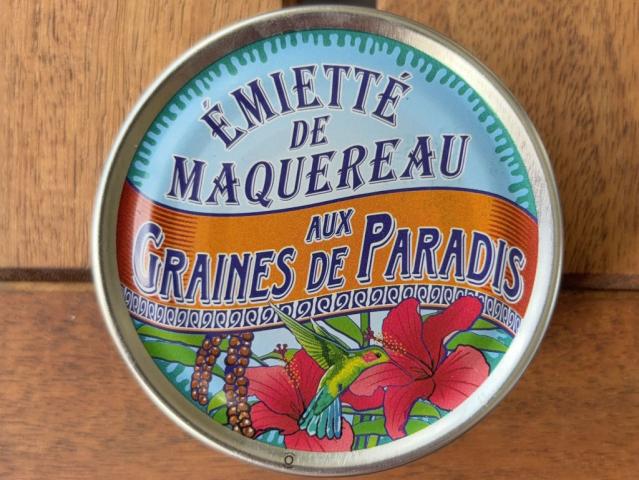 ÉMIETTÉ
DE
MAQUEREAU
AUX
GRAINES DE PARADIS